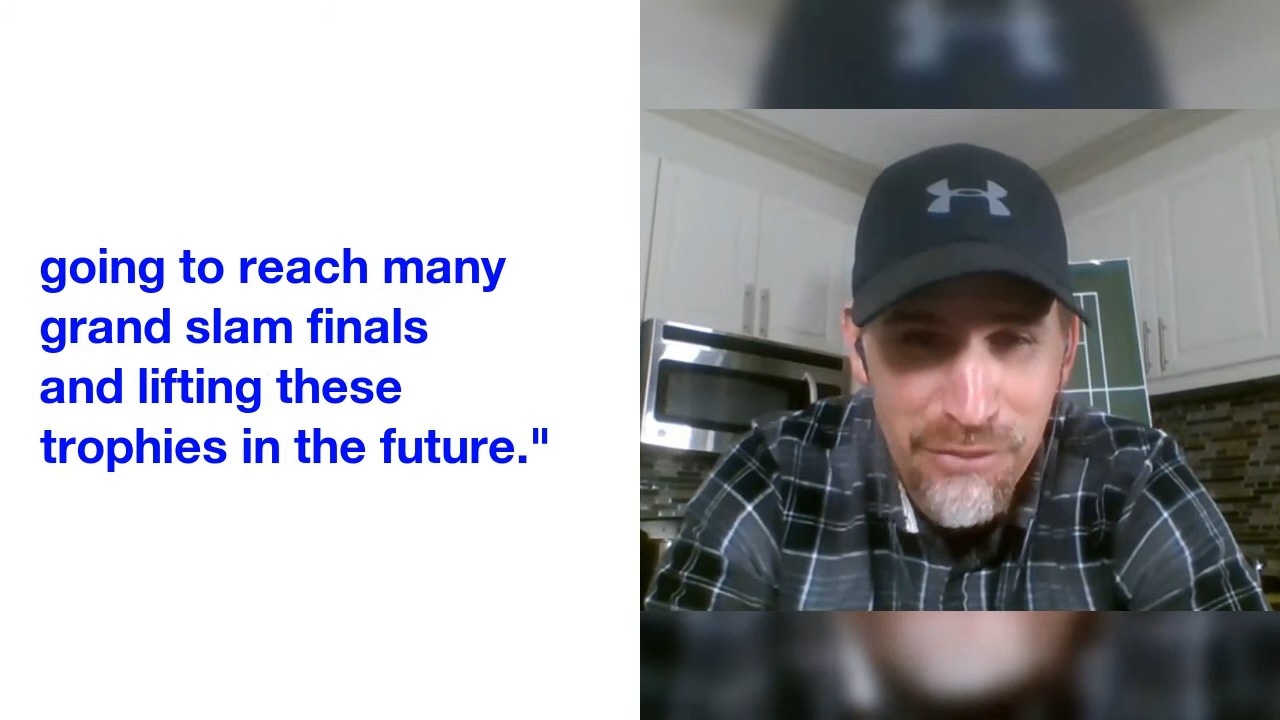 going to reach many
grand slam finals
and lifting these
trophies in the future."